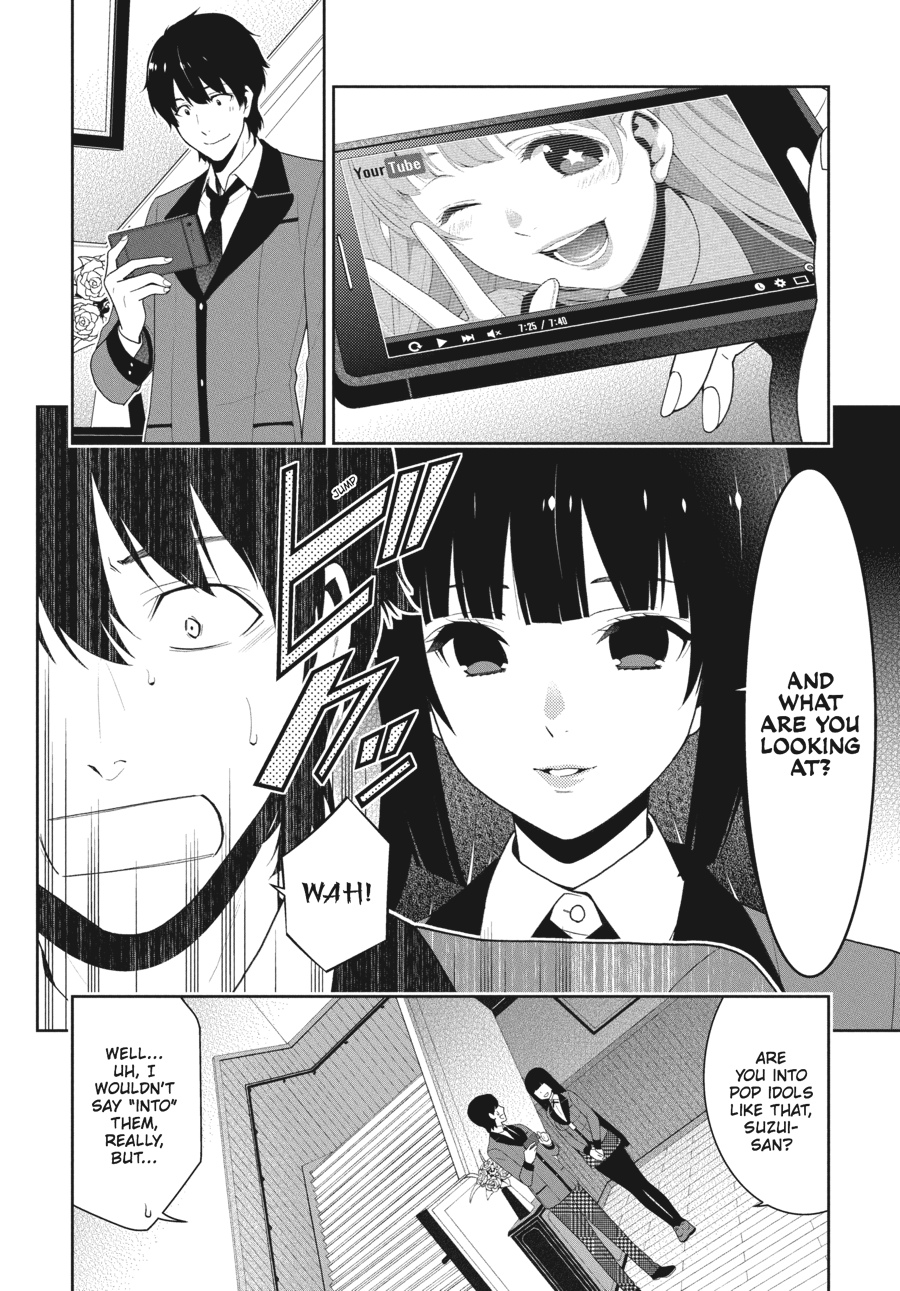 YourTube
7:25 / 7:40
AND
WHAT
ARE YOU
LOOKING
AT?
JUMP
ビクッ
WAH!
ARE
YOU INTO
POP IDOLS
LIKE THAT,
SUZUI-
SAN?
WELL...
UH, I
WOULDN'T
SAY "INTO"
THEM,
REALLY,
BUT...